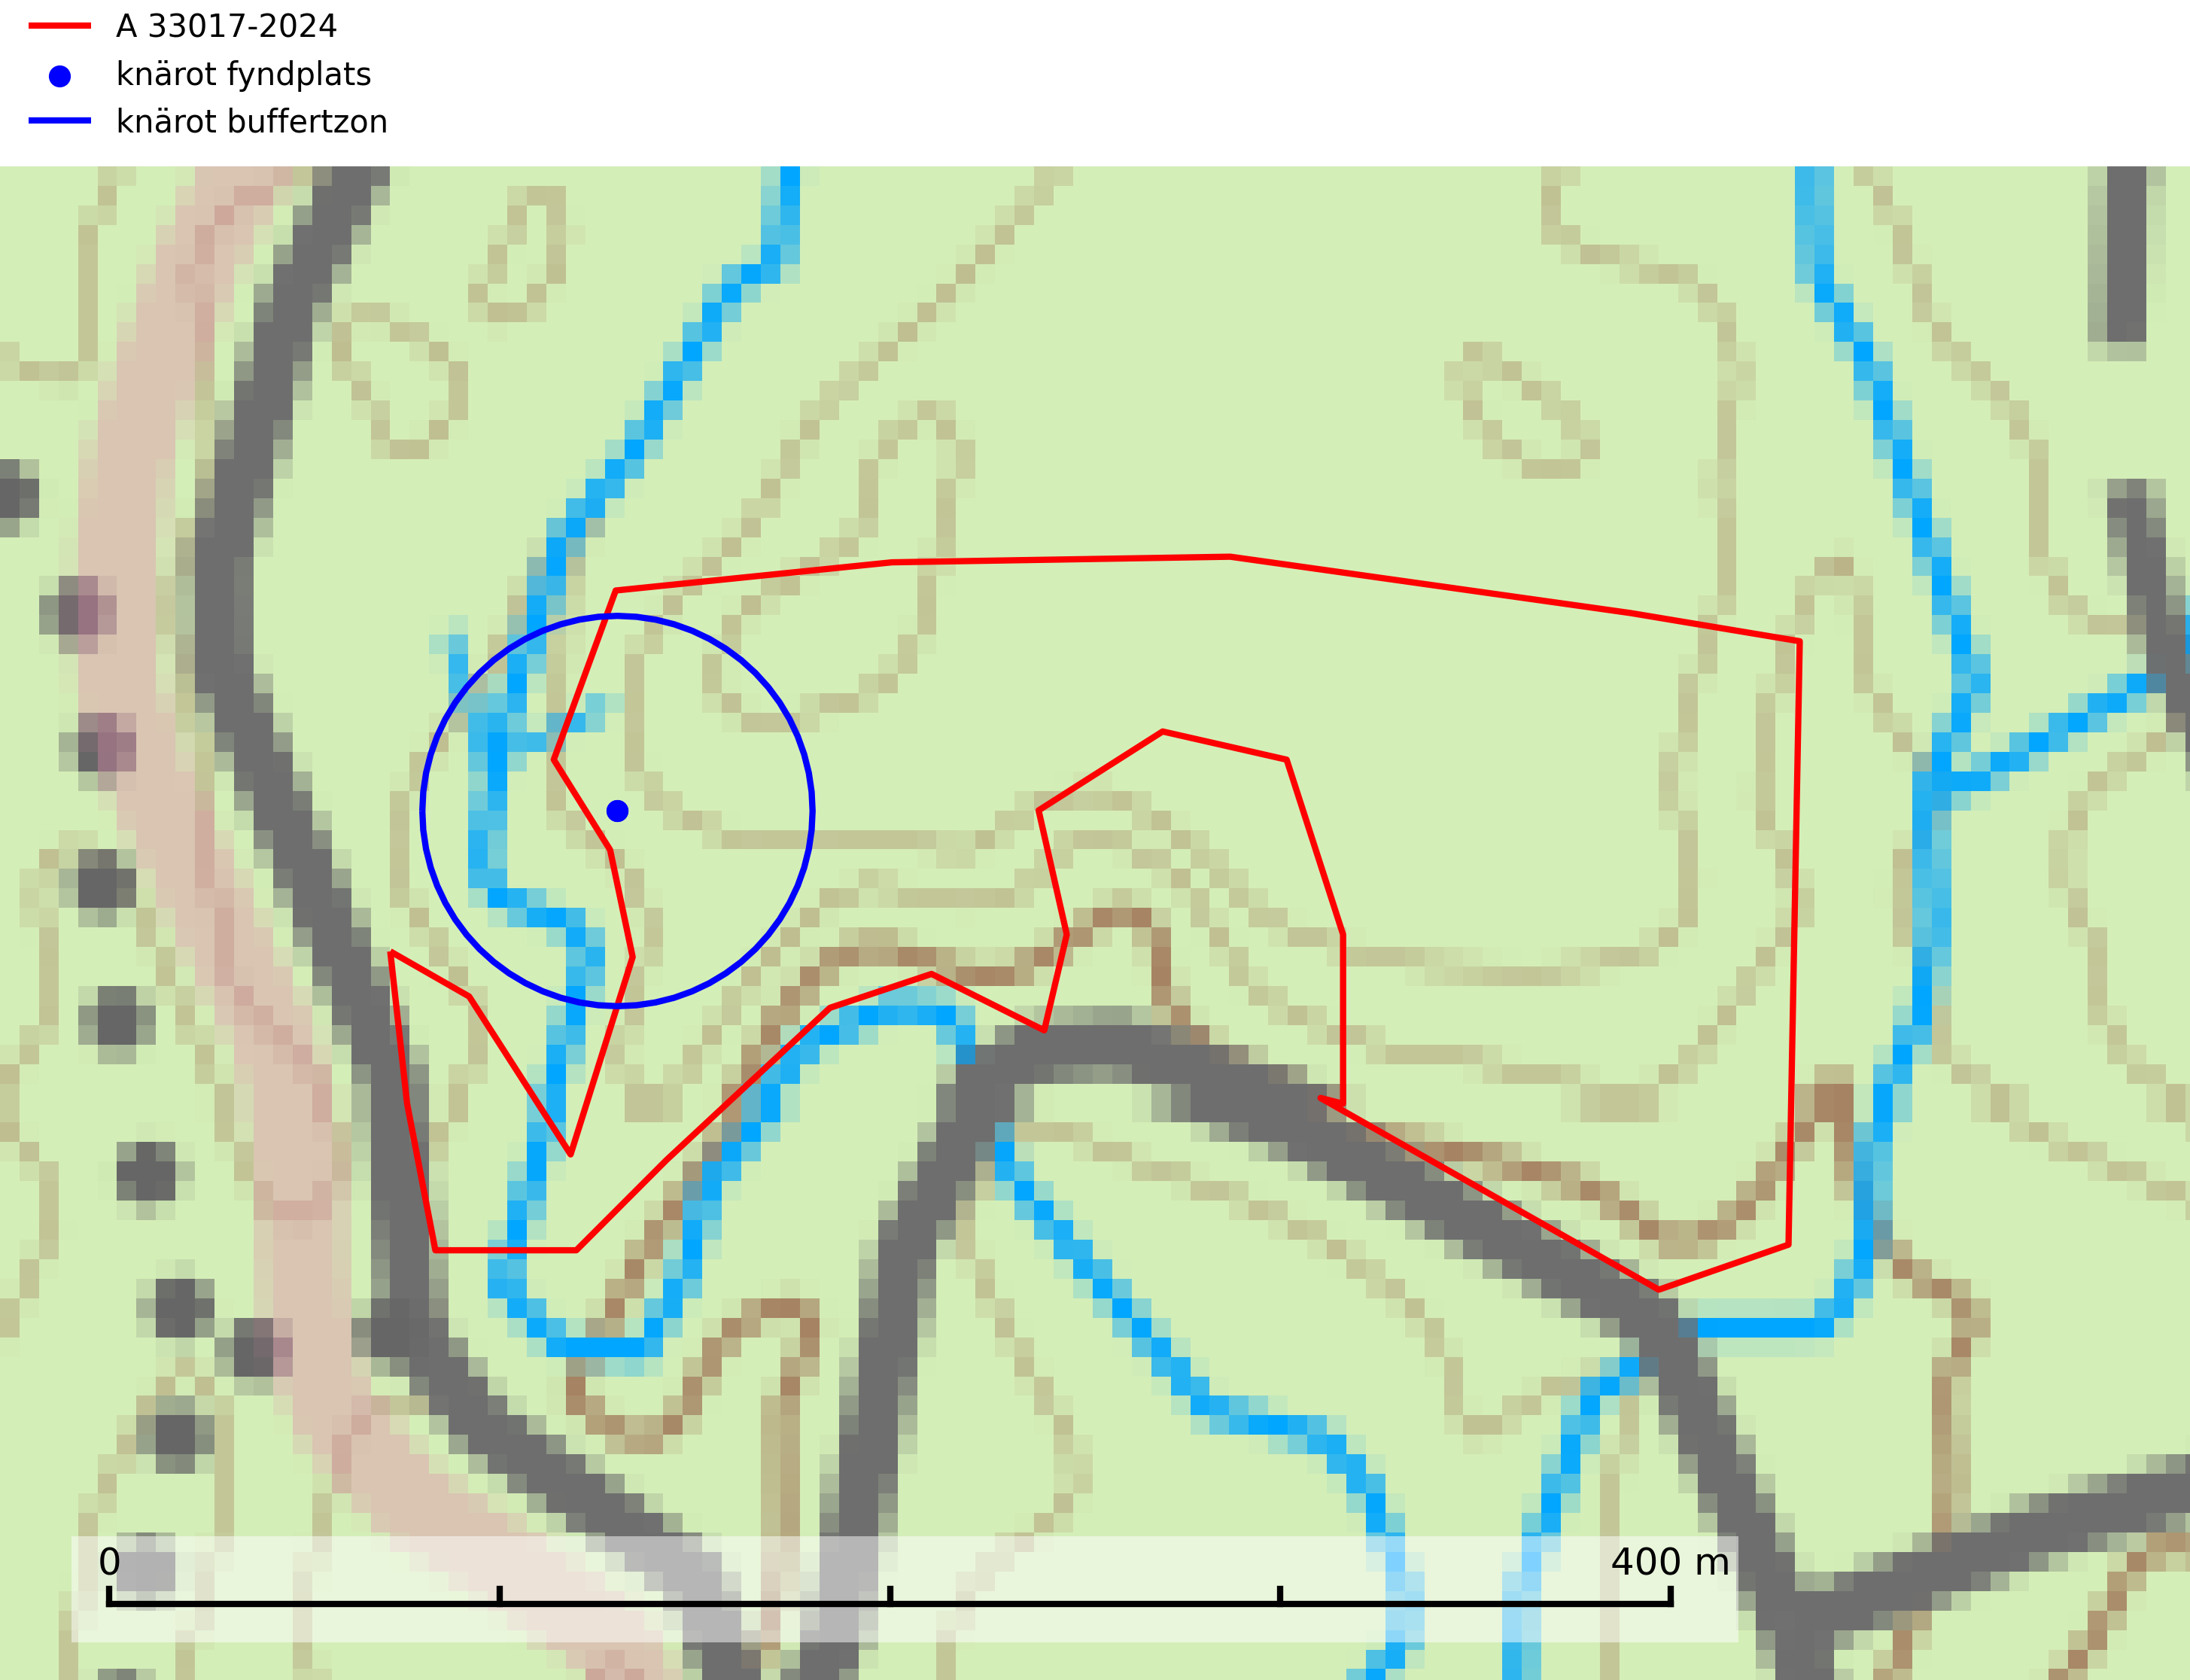 A 33017-2024
knärot fyndplats
knärot buffertzon
0
400 m